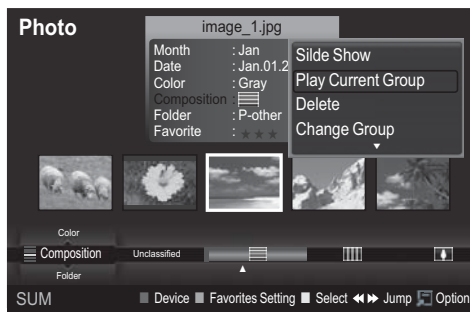 Photo
image_1.jpg
Month : Jan
Date : Jan.01.2
Color : Gray
Composition :
Folder : P-other
Favorite : ★★★
Silde Show
Play Current Group
Delete
Change Group
Color
Composition
Unclassified
Folder
SUM
Device
Favorites Setting
Select
Jump
Option